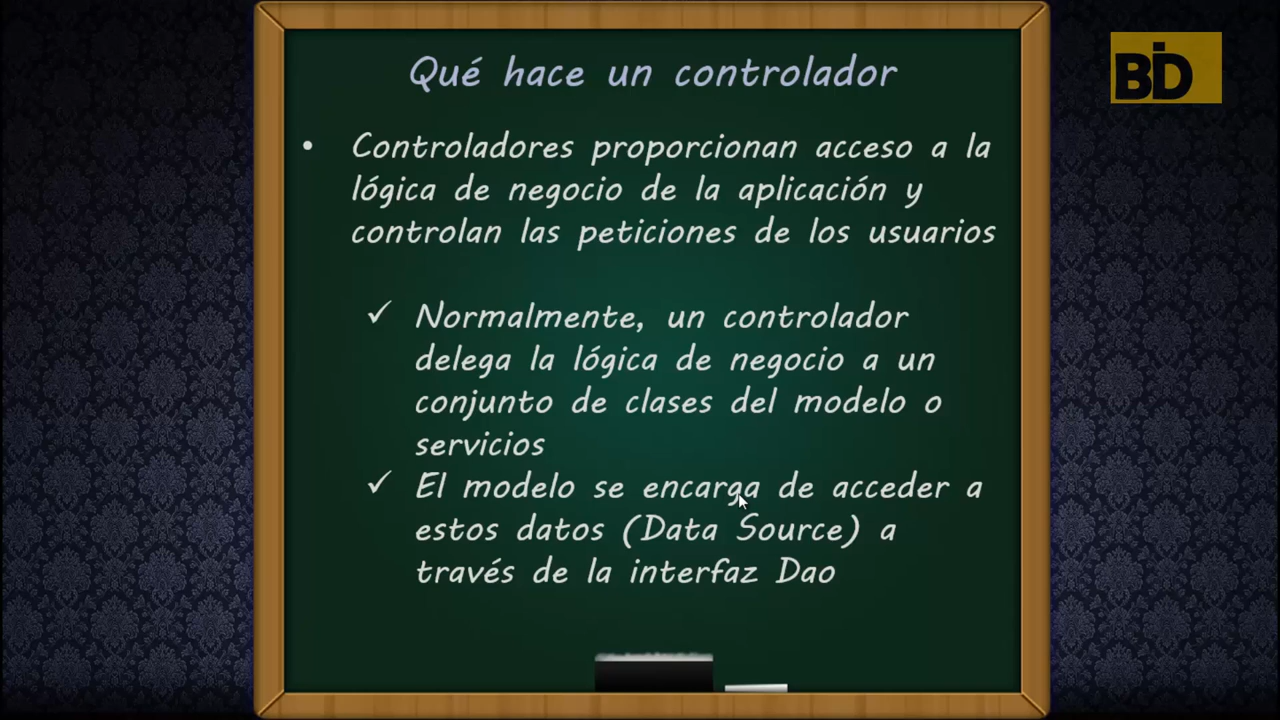 Qué hace un controlador
BID
• Controladores proporcionan acceso a la
lógica de negocio de la aplicación y
controlan las peticiones de los usuarios
✓ Normalmente, un controlador
delega la lógica de negocio a un
conjunto de clases del modelo o
servicios
✓ El modelo se encarga de acceder a
estos datos (Data Source) a
través de la interfaz Dao